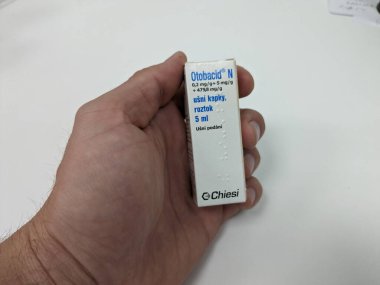 Otobacid® N
0,2 mg/g + 5 mg/g
+ 479,8 mg/g
ušní kapky,
roztok
5 ml
Ušní podání
Chiesi